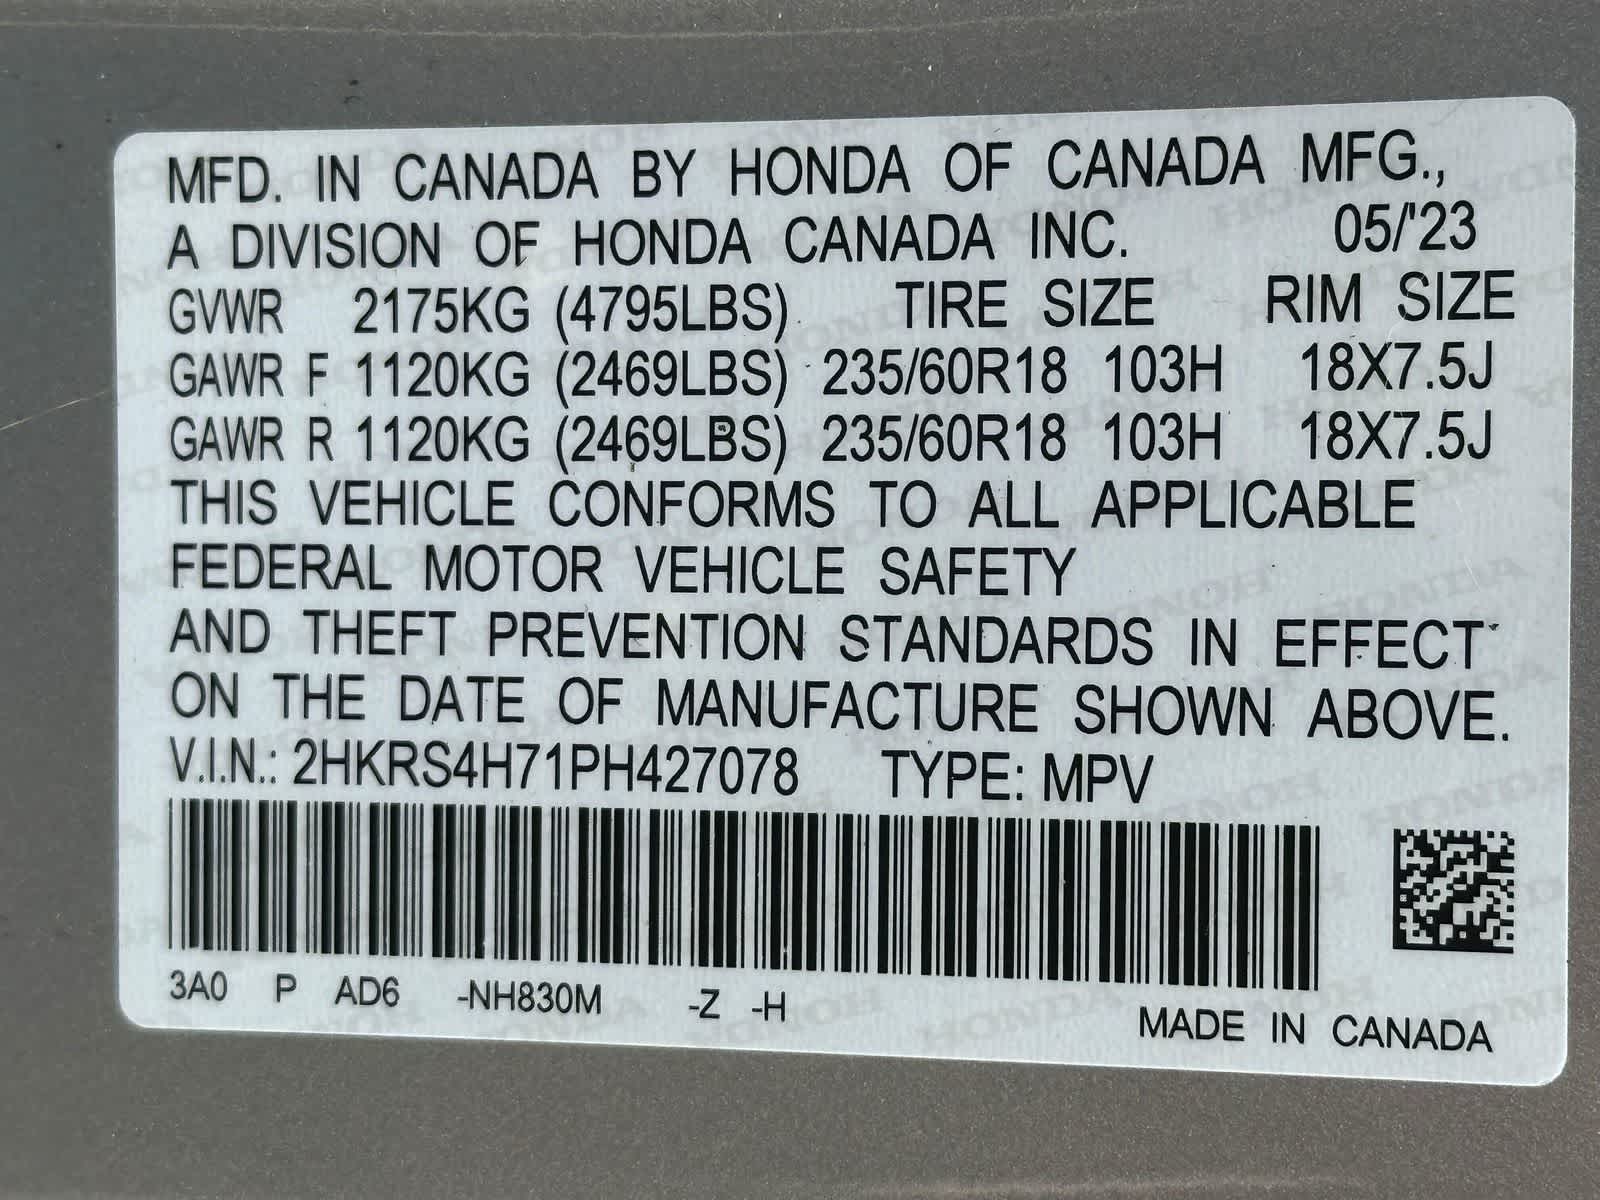 MFD. IN CANADA BY HONDA OF CANADA MFG.,
A DIVISION OF HONDA CANADA INC. 05/'23
GVWR 2175KG (4795LBS) TIRE SIZE RIM SIZE
GAWR F 1120KG (2469LBS) 235/60R18 103H 18X7.5J
GAWR R 1120KG (2469LBS) 235/60R18 103H 18X7.5J
THIS VEHICLE CONFORMS TO ALL APPLICABLE
FEDERAL MOTOR VEHICLE SAFETY
AND THEFT PREVENTION STANDARDS IN EFFECT
ON THE DATE OF MANUFACTURE SHOWN ABOVE.
V.I.N.: 2HKRS4H71PH427078 TYPE: MPV
3A0 P AD6 -NH830M -Z -H
MADE IN CANADA